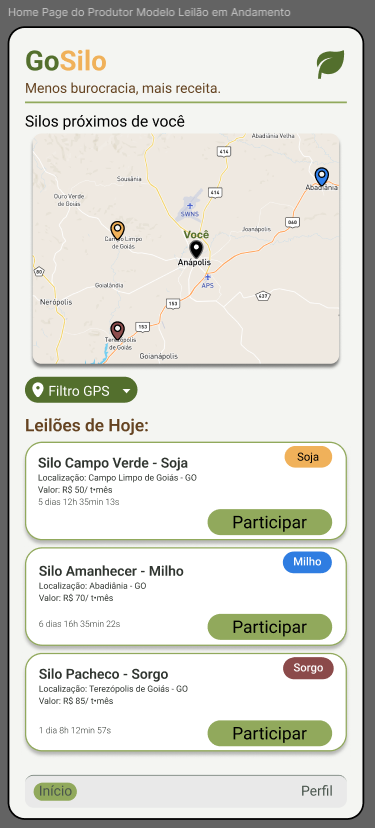 Home Page do Produtor Modelo Leilão em Andamento
GoSilo
Menos burocracia, mais receita.
Silos próximos de você
Abadiânia Velha
414
Sousânia
Abadiânia
414
Ouro Verde
de Goiás
SWNS
060
Joanápolis
Campo Limpo
de Goiás
Você
Anápolis
80
Goialândia
APS
437
Nerópolis
153
153
Terezópolis
de Goiás
Goianápolis
Filtro GPS
Leilões de Hoje:
Soja
Silo Campo Verde - Soja
Localização: Campo Limpo de Goiás - GO
Valor: R$ 50/ t•mês
5 dias 12h 35min 13s
Participar
Milho
Silo Amanhecer - Milho
Localização: Abadiânia - GO
Valor: R$ 70/ t•mês
6 dias 16h 35min 22s
Participar
Sorgo
Silo Pacheco - Sorgo
Localização: Terezópolis de Goiás - GO
Valor: R$ 85/ t•mês
1 dia 8h 12min 57s
Participar
Início
Perfil